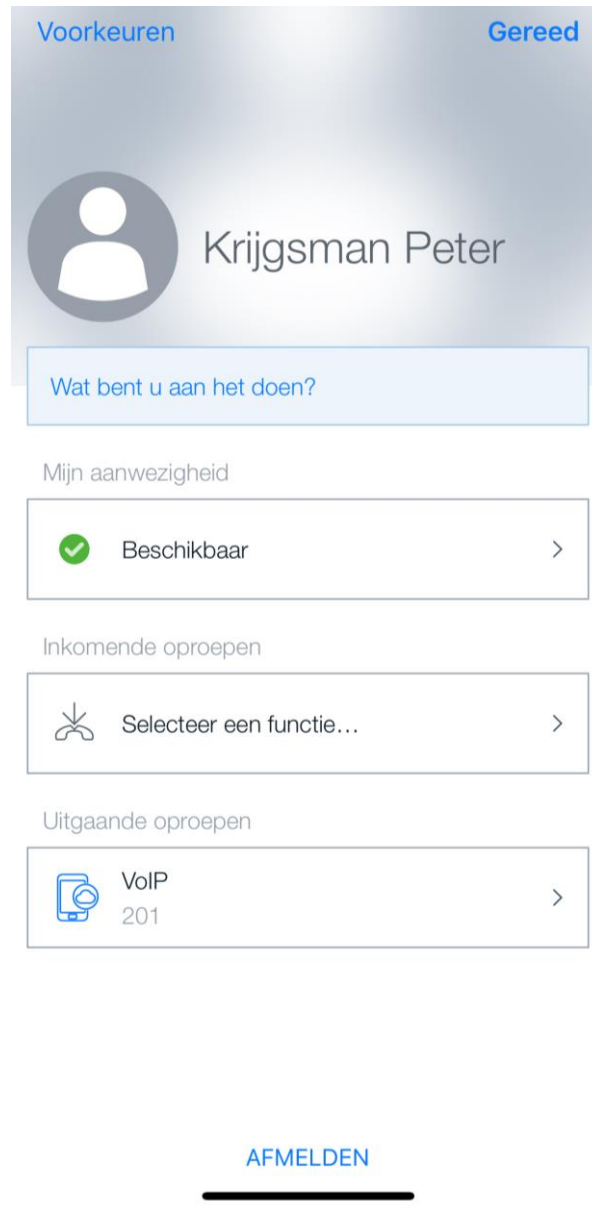 Voorkeuren
Gereed
Krijgsman Peter
Wat bent u aan het doen?
Mijn aanwezigheid
Beschikbaar
Inkomende oproepen
Selecteer een functie...
Uitgaande oproepen
VoIP
201
AFMELDEN